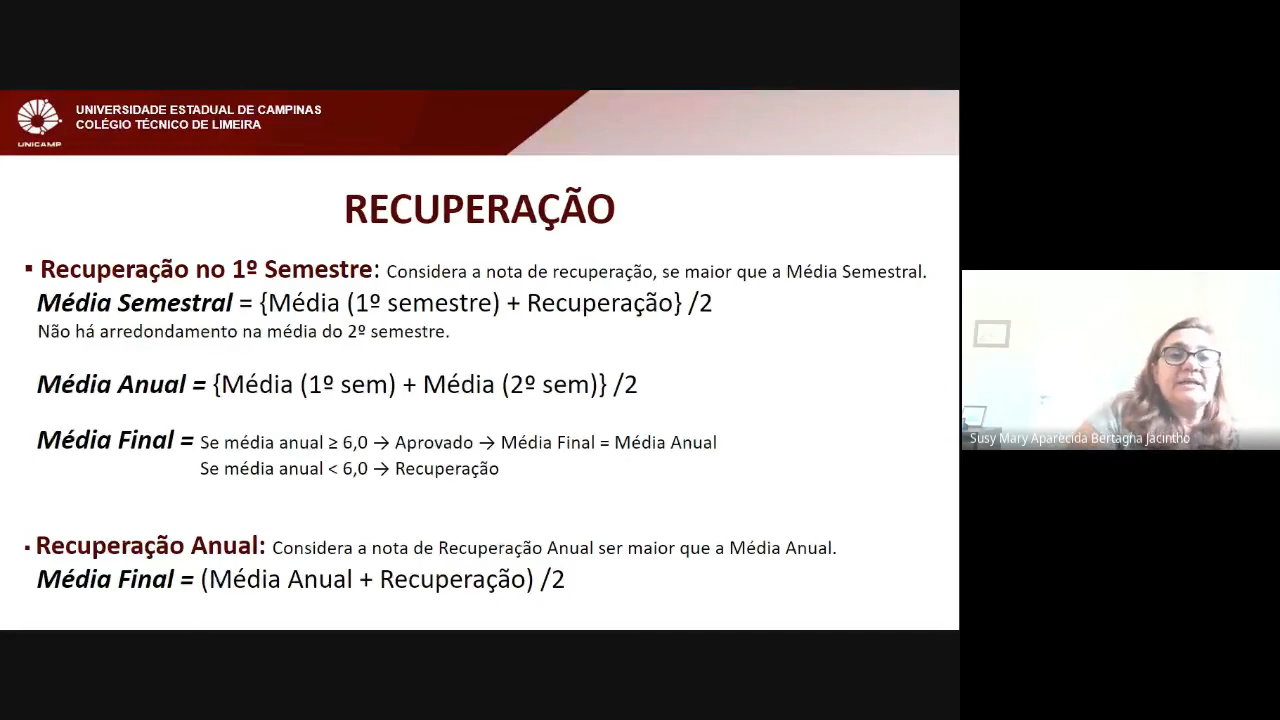 UNIVERSIDADE ESTADUAL DE CAMPINAS
COLÉGIO TÉCNICO DE LIMEIRA
UNICAMP
RECUPERAÇÃO
▪ Recuperação no 1º Semestre: Considera a nota de recuperação, se maior que a Média Semestral.
Média Semestral = {Média (1º semestre) + Recuperação} /2
Não há arredondamento na média do 2º semestre.
Média Anual = {Média (1º sem) + Média (2º sem)} /2
Média Final = Se média anual ≥ 6,0 → Aprovado → Média Final = Média Anual
Se média anual < 6,0 → Recuperação
▪ Recuperação Anual: Considera a nota de Recuperação Anual ser maior que a Média Anual.
Média Final = (Média Anual + Recuperação) /2
Susy Mary Aparecida Bertagna Jacintho